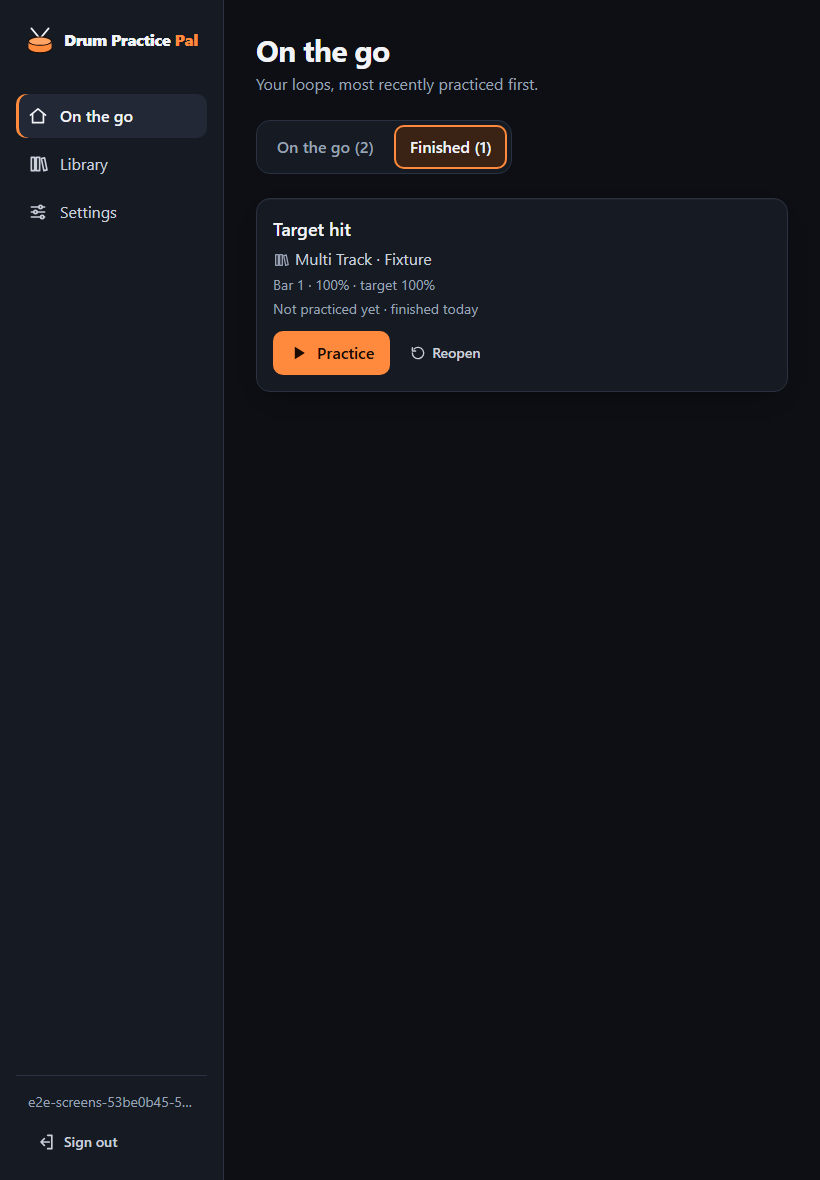 Drum Practice Pal
On the go
Library
Settings
e2e-screens-53be0b45-5...
Sign out
On the go
Your loops, most recently practiced first.
On the go (2)
Finished (1)
Target hit
Multi Track · Fixture
Bar 1 · 100% · target 100%
Not practiced yet · finished today
Practice
Reopen